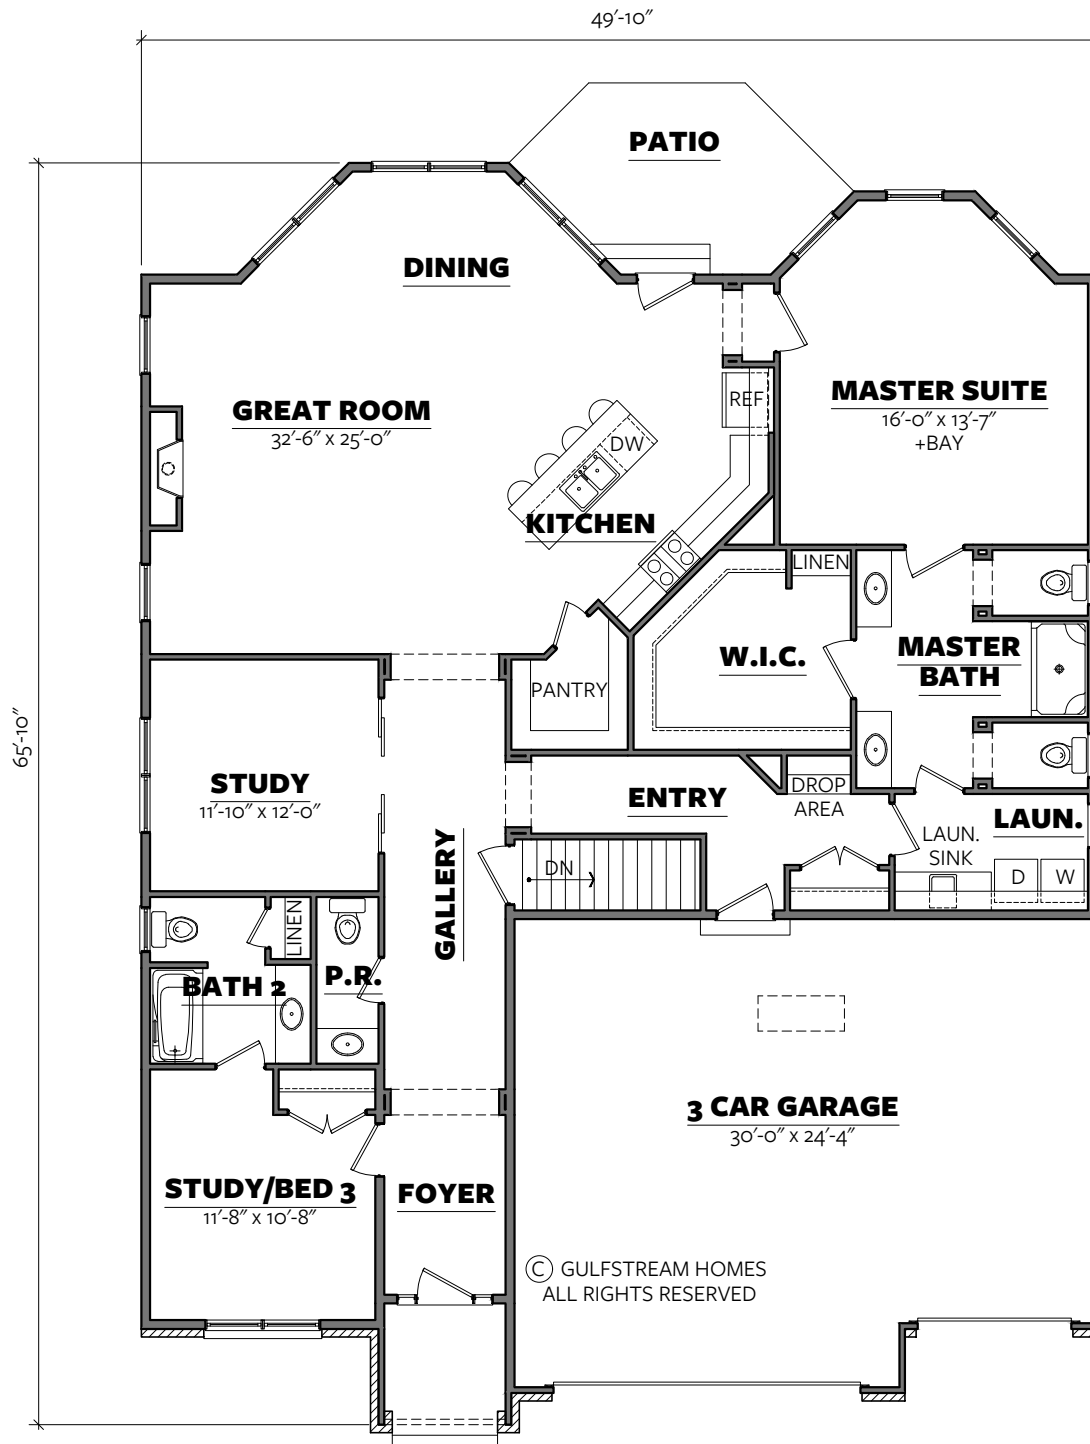 49'-10"
PATIO
DINING
GREAT ROOM
32'-6" x 25'-0"
REF
DW
KITCHEN
MASTER SUITE
16'-0" x 13'-7"
+BAY
LINEN
W.I.C.
MASTER
BATH
PANTRY
65'-10"
STUDY
11'-10" x 12'-0"
ENTRY
DROP
AREA
LAUN.
LAUN.
SINK
D
W
DN
GALLERY
LINEN
BATH 2
P.R.
3 CAR GARAGE
30'-0" x 24'-4"
STUDY/BED 3
11'-8" x 10'-8"
FOYER
© GULFSTREAM HOMES
ALL RIGHTS RESERVED